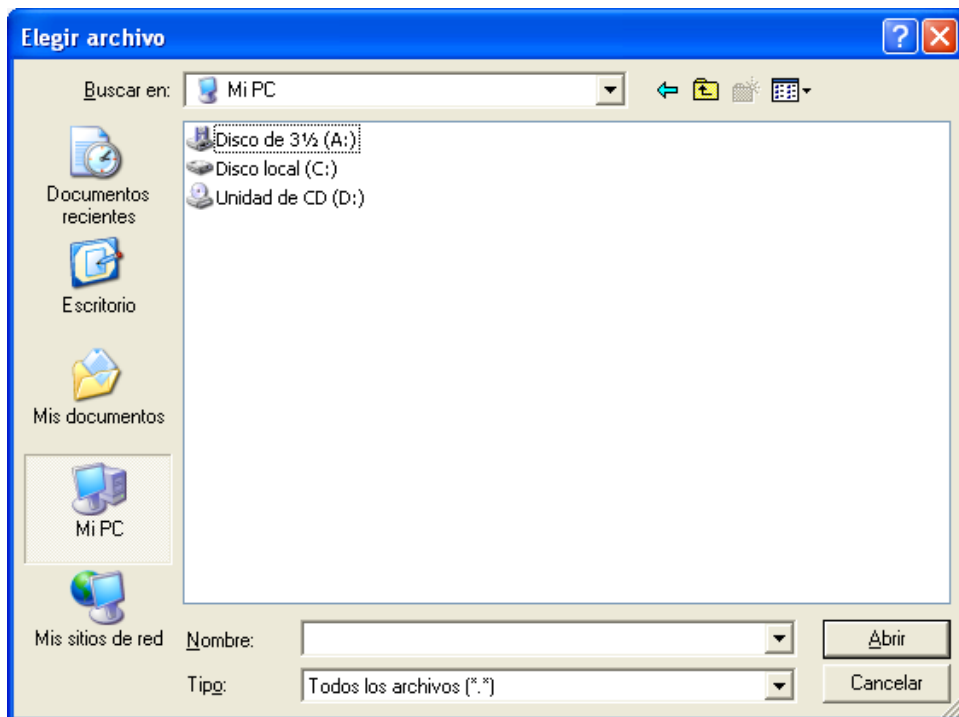 Elegir archivo
Buscar en:
Mi PC
Disco de 3½ (A:)
Disco local (C:)
Unidad de CD (D:)
Documentos
recientes
Escritorio
Mis documentos
Mi PC
Mis sitios de red
Nombre:
Abrir
Tipo:
Todos los archivos (*.*)
Cancelar